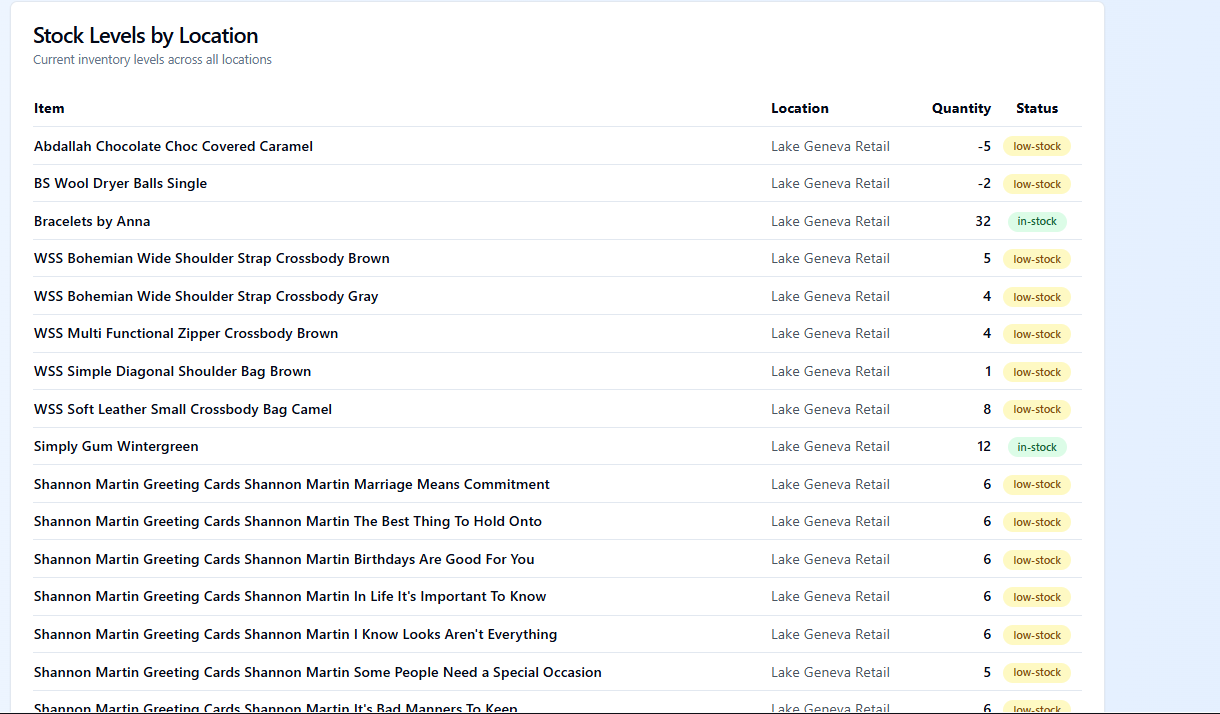 Stock Levels by Location
Current inventory levels across all locations
Item Location Quantity Status
Abdallah Chocolate Choc Covered Caramel Lake Geneva Retail -5 low-stock
BS Wool Dryer Balls Single Lake Geneva Retail -2 low-stock
Bracelets by Anna Lake Geneva Retail 32 in-stock
WSS Bohemian Wide Shoulder Strap Crossbody Brown Lake Geneva Retail 5 low-stock
WSS Bohemian Wide Shoulder Strap Crossbody Gray Lake Geneva Retail 4 low-stock
WSS Multi Functional Zipper Crossbody Brown Lake Geneva Retail 4 low-stock
WSS Simple Diagonal Shoulder Bag Brown Lake Geneva Retail 1 low-stock
WSS Soft Leather Small Crossbody Bag Camel Lake Geneva Retail 8 low-stock
Simply Gum Wintergreen Lake Geneva Retail 12 in-stock
Shannon Martin Greeting Cards Shannon Martin Marriage Means Commitment Lake Geneva Retail 6 low-stock
Shannon Martin Greeting Cards Shannon Martin The Best Thing To Hold Onto Lake Geneva Retail 6 low-stock
Shannon Martin Greeting Cards Shannon Martin Birthdays Are Good For You Lake Geneva Retail 6 low-stock
Shannon Martin Greeting Cards Shannon Martin In Life It's Important To Know Lake Geneva Retail 6 low-stock
Shannon Martin Greeting Cards Shannon Martin I Know Looks Aren't Everything Lake Geneva Retail 6 low-stock
Shannon Martin Greeting Cards Shannon Martin Some People Need a Special Occasion Lake Geneva Retail 5 low-stock
Shannon Martin Greeting Cards Shannon Martin It's Bad Manners To Keep Lake Geneva Retail 6 low-stock